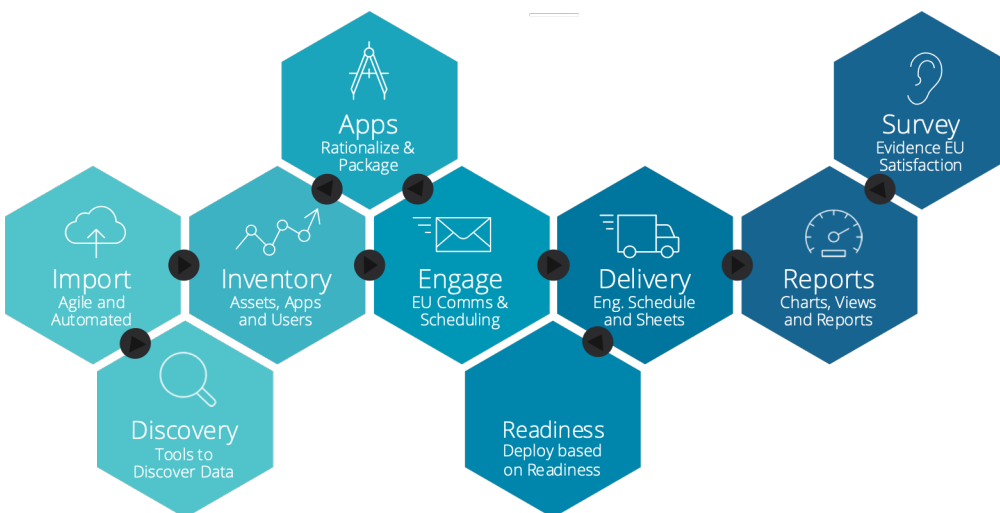 Apps
Rationalize &
Package
Survey
Evidence EU
Satisfaction
Import
Agile and
Automated
Inventory
Assets, Apps
and Users
Engage
EU Comms &
Scheduling
Delivery
Eng. Schedule
and Sheets
Reports
Charts, Views
and Reports
Discovery
Tools to
Discover Data
Readiness
Deploy based
on Readiness